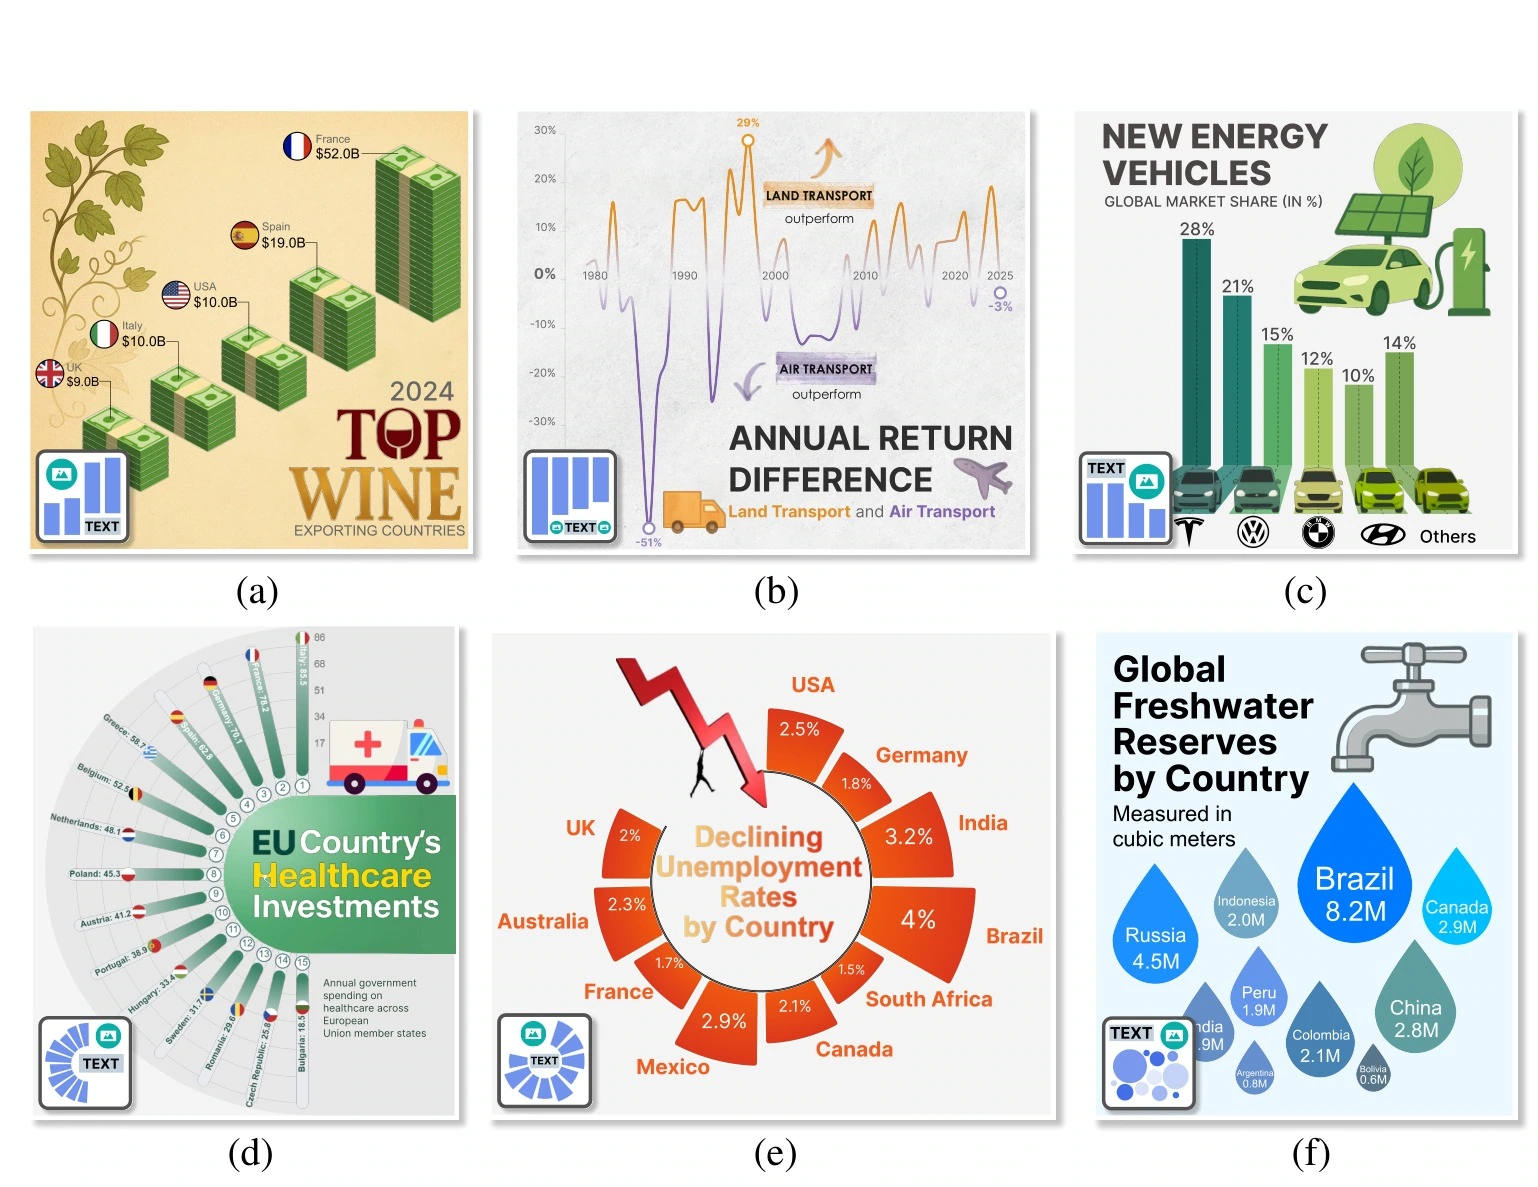 France
$52.0B
Spain
$19.0B
USA
$10.0B
Italy
$10.0B
UK
$9.0B
2024
TOP
WINE
EXPORTING COUNTRIES
TEXT
(a)
30%
20%
10%
0%
-10%
-20%
-30%
29%
LAND TRANSPORT
outperform
1980
1990
2000
2010
2020
2025
-3%
AIR TRANSPORT
outperform
ANNUAL RETURN
DIFFERENCE
Land Transport and Air Transport
-51%
TEXT
(b)
NEW ENERGY
VEHICLES
GLOBAL MARKET SHARE (IN %)
28%
21%
15%
12%
10%
14%
TEXT
BMW
Others
(c)
86
68
51
34
17
Italy: 85.5
France: 78.2
Germany: 70.1
Spain: 62.8
Greece: 58.7
Belgium: 52.5
Netherlands: 48.1
Poland: 45.3
Austria: 41.2
Portugal: 38.9
Hungary: 33.4
Sweden: 31.7
Romania: 29.6
Czech Republic: 25.8
Bulgaria: 18.5
1
2
3
4
5
6
7
8
9
10
11
12
13
14
15
EU Country's
Healthcare
Investments
Annual government
spending on
healthcare across
European
Union member states
TEXT
(d)
USA
2.5%
Germany
1.8%
India
3.2%
Brazil
4%
South Africa
1.5%
Canada
2.1%
Mexico
2.9%
France
1.7%
Australia
2.3%
UK
2%
Declining
Unemployment
Rates
by Country
TEXT
(e)
Global
Freshwater
Reserves
by Country
Measured in
cubic meters
Brazil
8.2M
Indonesia
2.0M
Canada
2.9M
Russia
4.5M
Peru
1.9M
China
2.8M
ndia
.9M
Colombia
2.1M
Argentina
0.8M
Bolivia
0.6M
TEXT
(f)